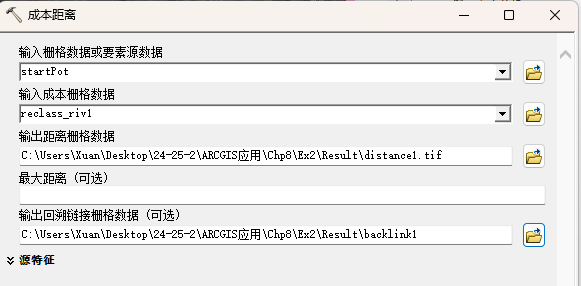 成本距离
输入栅格数据或要素源数据
startPot
输入成本栅格数据
reclass_riv1
输出距离栅格数据
C:\Users\Xuan\Desktop\24-25-2\ARCGIS应用\Chp8\Ex2\Result\distance1.tif
最大距离 (可选)
输出回溯链接栅格数据 (可选)
C:\Users\Xuan\Desktop\24-25-2\ARCGIS应用\Chp8\Ex2\Result\backlink1
源特征